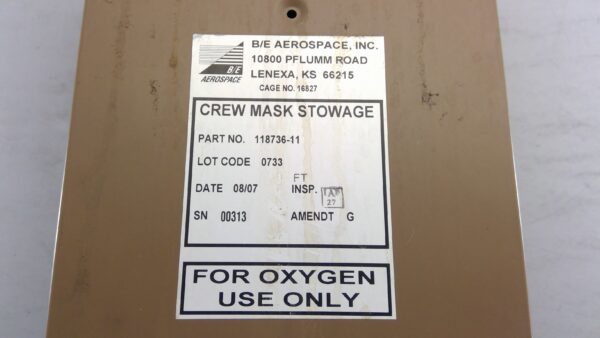 B/E AEROSPACE, INC.
10800 PFLUMM ROAD
LENEXA, KS 66215
CAGE NO. 16827
B/E
AEROSPACE
CREW MASK STOWAGE
PART NO. 118736-11
LOT CODE 0733
FT
DATE 08/07 INSP.
27
SN 00313 AMENDT G
FOR OXYGEN
USE ONLY